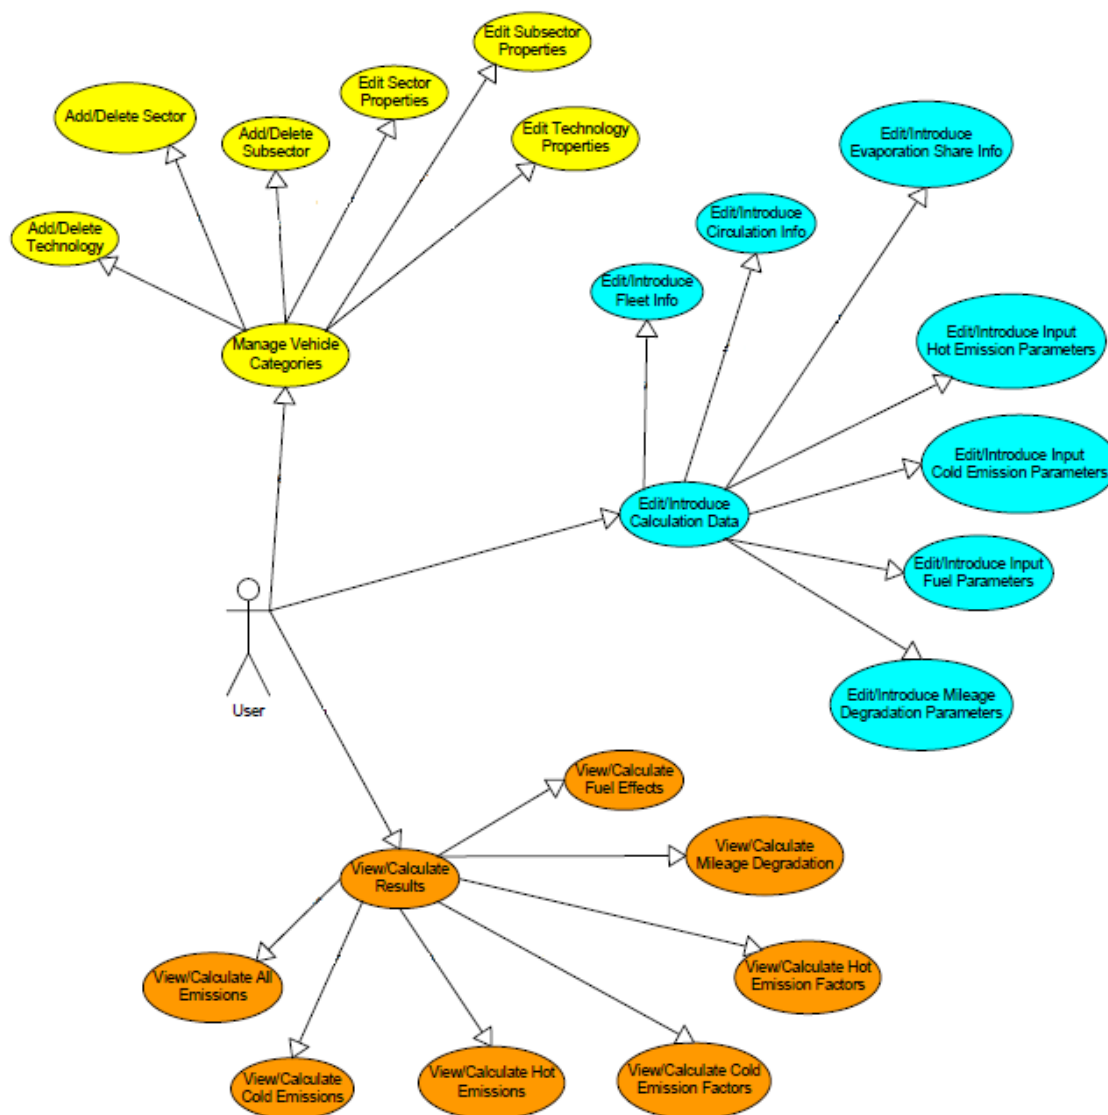 Edit Subsector
Properties
Edit Sector
Properties
Add/Delete Sector
Add/Delete
Subsector
Edit Technology
Properties
Add/Delete
Technology
Manage Vehicle
Categories
Edit/Introduce
Evaporation Share Info
Edit/Introduce
Circulation Info
Edit/Introduce
Fleet Info
Edit/Introduce Input
Hot Emission Parameters
Edit/Introduce Input
Cold Emission Parameters
Edit/Introduce
Calculation Data
Edit/Introduce Input
Fuel Parameters
Edit/Introduce Mileage
Degradation Parameters
User
View/Calculate
Fuel Effects
View/Calculate
Mileage Degradation
View/Calculate
Results
View/Calculate Hot
Emission Factors
View/Calculate All
Emissions
View/Calculate
Cold Emissions
View/Calculate Hot
Emissions
View/Calculate Cold
Emission Factors